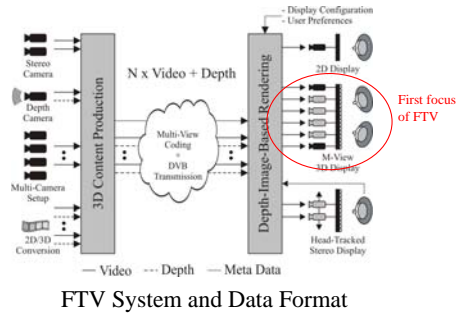 - Display Configuration
- User Preferences
Stereo
Camera
Depth
Camera
Multi-Camera
Setup
2D/3D
Conversion
3D Content Production
N x Video + Depth
Multi-View
Coding
+
DVB
Transmission
Depth-Image-Based Rendering
2D Display
First focus
of FTV
M-View
3D Display
Head-Tracked
Stereo Display
Video
Depth
Meta Data
FTV System and Data Format